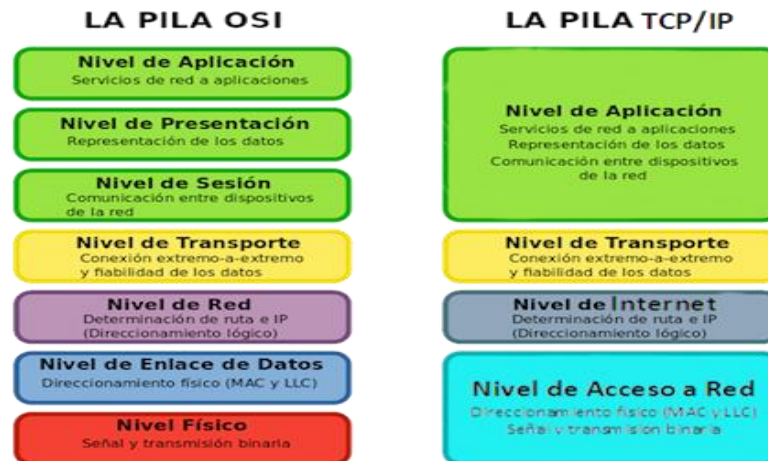 LA PILA OSI
Nivel de Aplicación
Servicios de red a aplicaciones
Nivel de Presentación
Representación de los datos
Nivel de Sesión
Comunicación entre dispositivos
de la red
Nivel de Transporte
Conexión extremo-a-extremo
y fiabilidad de los datos
Nivel de Red
Determinación de ruta e IP
(Direccionamiento lógico)
Nivel de Enlace de Datos
Direccionamiento físico (MAC y LLC)
Nivel Físico
Señal y transmisión binaria
LA PILA TCP/IP
Nivel de Aplicación
Servicios de red a aplicaciones
Representación de los datos
Comunicación entre dispositivos
de la red
Nivel de Transporte
Conexión extremo-a-extremo
y fiabilidad de los datos
Nivel de Internet
Determinación de ruta e IP
(Direccionamiento lógico)
Nivel de Acceso a Red
Direccionamiento físico (MAC y LLC)
Señal y transmisión binaria